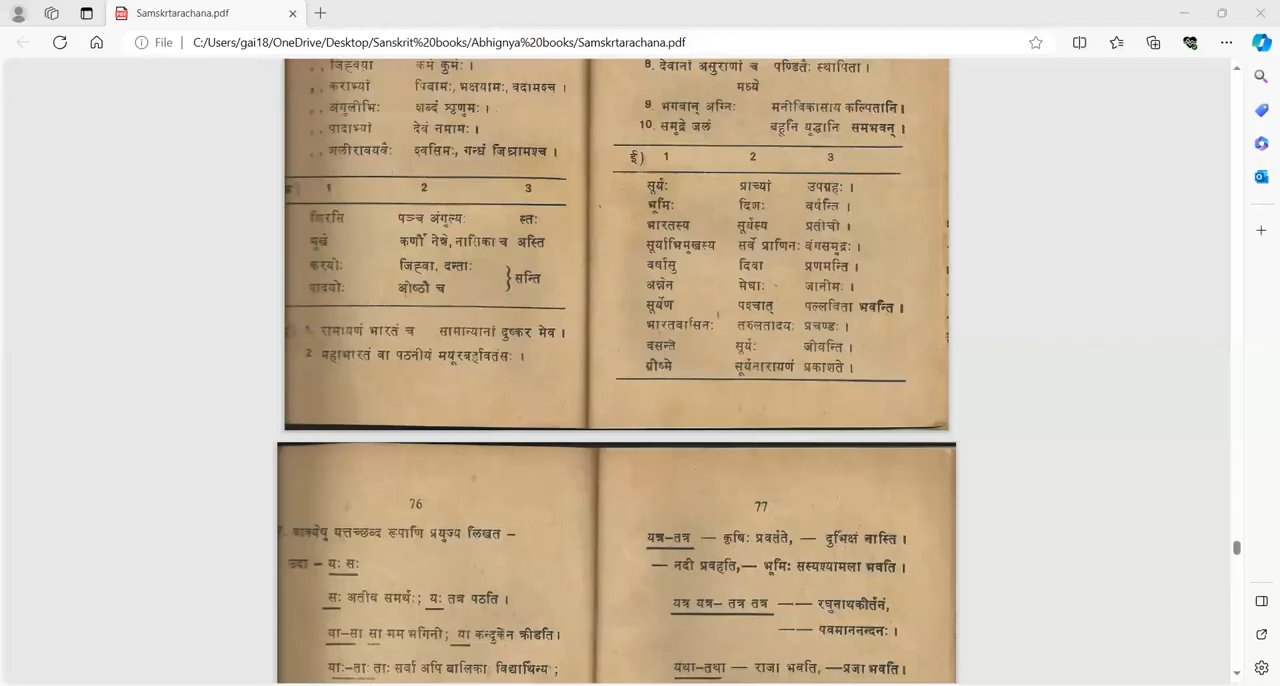 Samskrtarachana.pdf
File
C:/Users/gai18/OneDrive/Desktop/Sanskrit%20books/Abhignya%20books/Samskrtarachana.pdf
,, जिह्वया कर्म कुर्मः ।
,, कराभ्यां पिबामः, भक्षयामः, वदामश्च ।
,, अंगुलीभिः शब्दं शृणुमः ।
,, पादाभ्यां देवं नमामः ।
श्वसिमः, गन्धं जिघ्रामश्च ।
1 2 3
शिरसि पञ्च अंगुल्यः स्तः
मुखे कर्णौ नेत्रे, नासिका च अस्ति
करयोः जिह्वा, दन्ताः } सन्ति
पादयोः ओष्ठौ च
1. रामायणं भारतं च सामान्यानां दुष्कर मेव ।
2 महाभारतं वा पठनीयं मयूरबर्हावतंसः ।
8. देवानां असुराणां च पण्डितैः स्थापिता ।
मध्ये
9 भगवान् अग्निः मनोविकासाय कल्पितानि।
10. समुद्रे जलं बहूनि युद्धानि समभवन् ।
ई) 1 2 3
सूर्यः प्राच्यां उपग्रहः ।
भूमिः दिशः वर्षन्ति ।
भारतस्य सूर्यस्य प्रतीची ।
सूर्याभिमुखस्य सर्वे प्राणिनः वंगसमुद्रः ।
वर्षासु दिवा प्रणमन्ति ।
अन्नेन मेघाः जानीमः ।
सूर्येण पश्चात् पल्लविता भवन्ति ।
भारतवासिनः तरुलतादयः प्रचण्डः ।
वसन्ते सूर्यः जीवन्ति ।
ग्रीष्मे सूर्यनारायणं प्रकाशते ।
76
वाक्येषु यत्तच्छब्द रूपाणि प्रयुज्य लिखत –
उदा – यः सः
सः अतीव समर्थः; यः तत्र पठति ।
या–सा सा मम भगिनी; या कन्दुकेन क्रीडति।
याः–ताः ताः सर्वा अपि बालिका विद्यार्थिन्यः ;
77
यत्र–तत्र — कृषिः प्रवर्तते, — दुर्भिक्षं नास्ति ।
— नदी प्रवहति,— भूमिः सस्यश्यामला भवति ।
यत्र यत्र– तत्र तत्र —— रघुनाथकीर्तनं,
—— पवमाननन्दनः ।
यथा–तथा — राजा भवति, —प्रजा भवति।